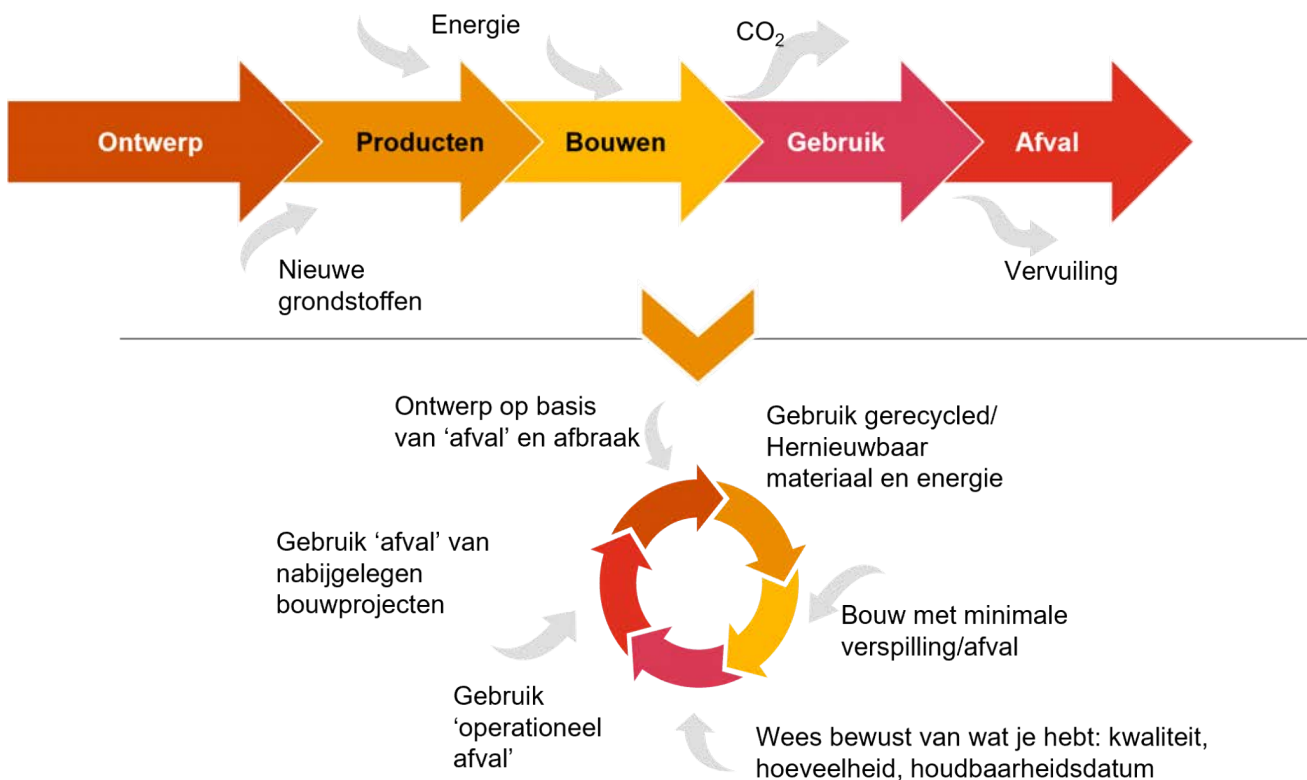 Energie
CO₂
Ontwerp
Producten
Bouwen
Gebruik
Afval
Nieuwe
grondstoffen
Vervuiling
Ontwerp op basis
van ‘afval’ en afbraak
Gebruik gerecycled/
Hernieuwbaar
materiaal en energie
Gebruik ‘afval’ van
nabijgelegen
bouwprojecten
Bouw met minimale
verspilling/afval
Gebruik
‘operationeel
afval’
Wees bewust van wat je hebt: kwaliteit,
hoeveelheid, houdbaarheidsdatum